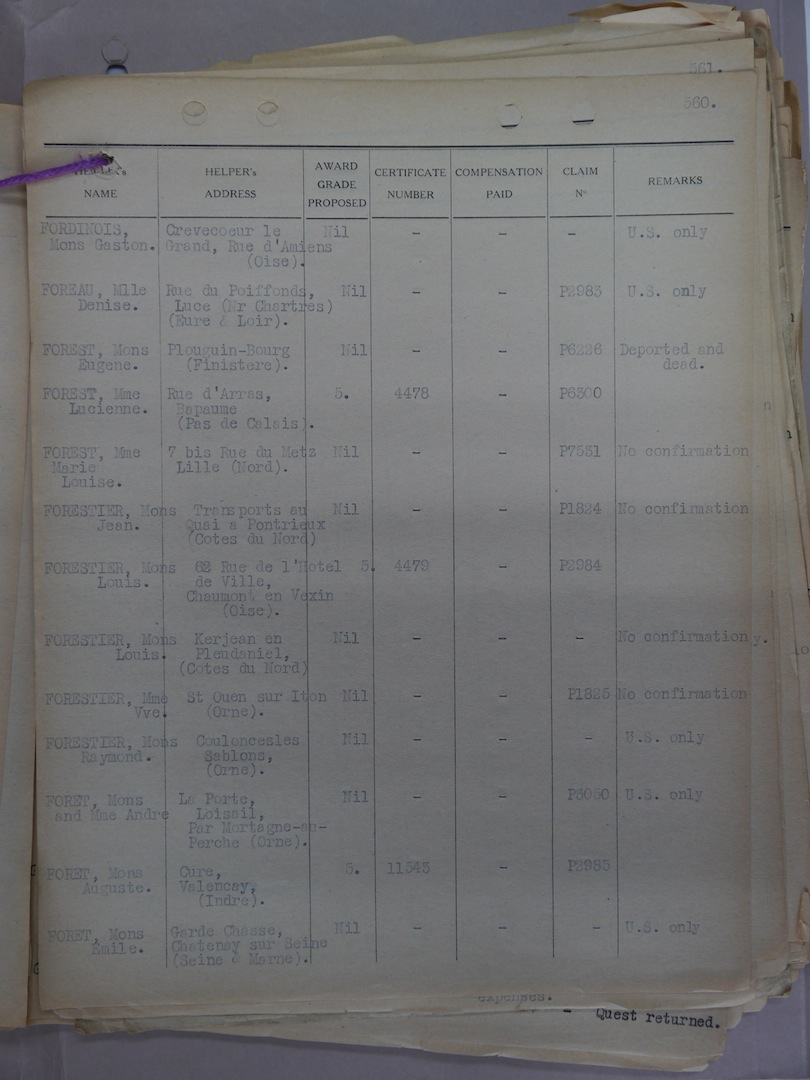 561.
560.
HELPER's NAME | HELPER's ADDRESS | AWARD GRADE PROPOSED | CERTIFICATE NUMBER | COMPENSATION PAID | CLAIM No | REMARKS
FORDINOIS, Crevecoeur le Nil - - - U.S. only
Mons Gaston. Grand, Rue d'Amiens
(Oise).
FOREAU, Mlle Rue du Poiffonds, Nil - - P2983 U.S. only
Denise. Luce (Nr Chartres)
(Eure & Loir).
FOREST, Mons Plouguin-Bourg Nil - - P6226 Deported and
Eugene. (Finistere). dead.
FOREST, Mme Rue d'Arras, 5. 4478 - P6300
Lucienne. Bapaume
(Pas de Calais).
FOREST, Mme 7 bis Rue du Metz Nil - - P7531 No confirmation
Marie Lille (Nord).
Louise.
FORESTIER, Mons Transports au Nil - - P1824 No confirmation
Jean. Quai a Pontrieux
(Cotes du Nord)
FORESTIER, Mons 62 Rue de l'Hotel 5. 4479 - P2984
Louis. de Ville,
Chaumont en Vexin
(Oise).
FORESTIER, Mons Kerjean en Nil - - - No confirmation
Louis. Pleudaniel,
(Cotes du Nord)
FORESTIER, Mme St Ouen sur Iton Nil - - P1825 No confirmation
Vve. (Orne).
FORESTIER, Mons Couloncesles Nil - - - U.S. only
Raymond. Sablons,
(Orne).
FORET, Mons La Porte, Nil - - P3050 U.S. only
and Mme Andre Loisail,
Par Mortagne-au-
Perche (Orne).
FORET, Mons Cure, 5. 11545 - P2985
Auguste. Valencay,
(Indre).
FORET, Mons Garde Chasse, Nil - - - U.S. only
Emile. Chatenay sur Seine
(Seine & Marne).
expenses.
- Quest returned.